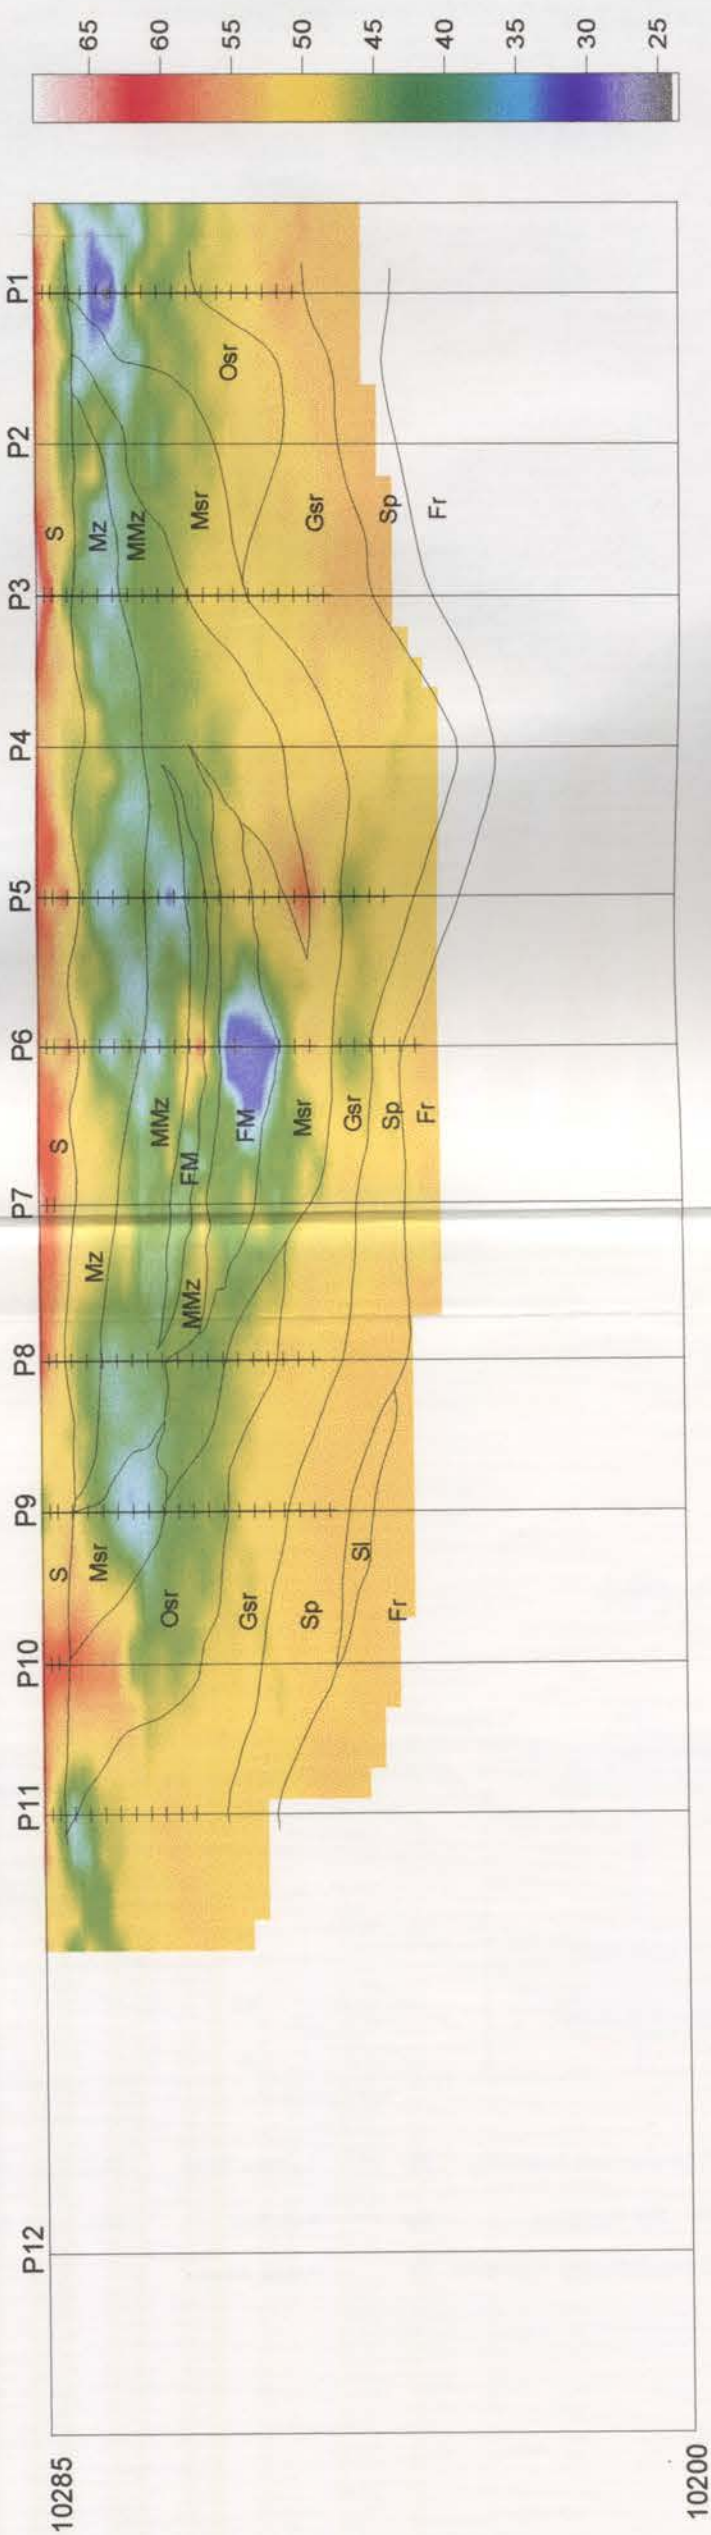 P12 P11 P10 P9 P8 P7 P6 P5 P4 P3 P2 P1
10285
S S S
Msr Mz Mz
MMz
MMz
Osr
FM
MMz
Msr
Osr
FM
Gsr
Msr
Sp
Gsr
Gsr
Sl
Sp Sp
Fr
Fr
Fr
10200
65
60
55
50
45
40
35
30
25